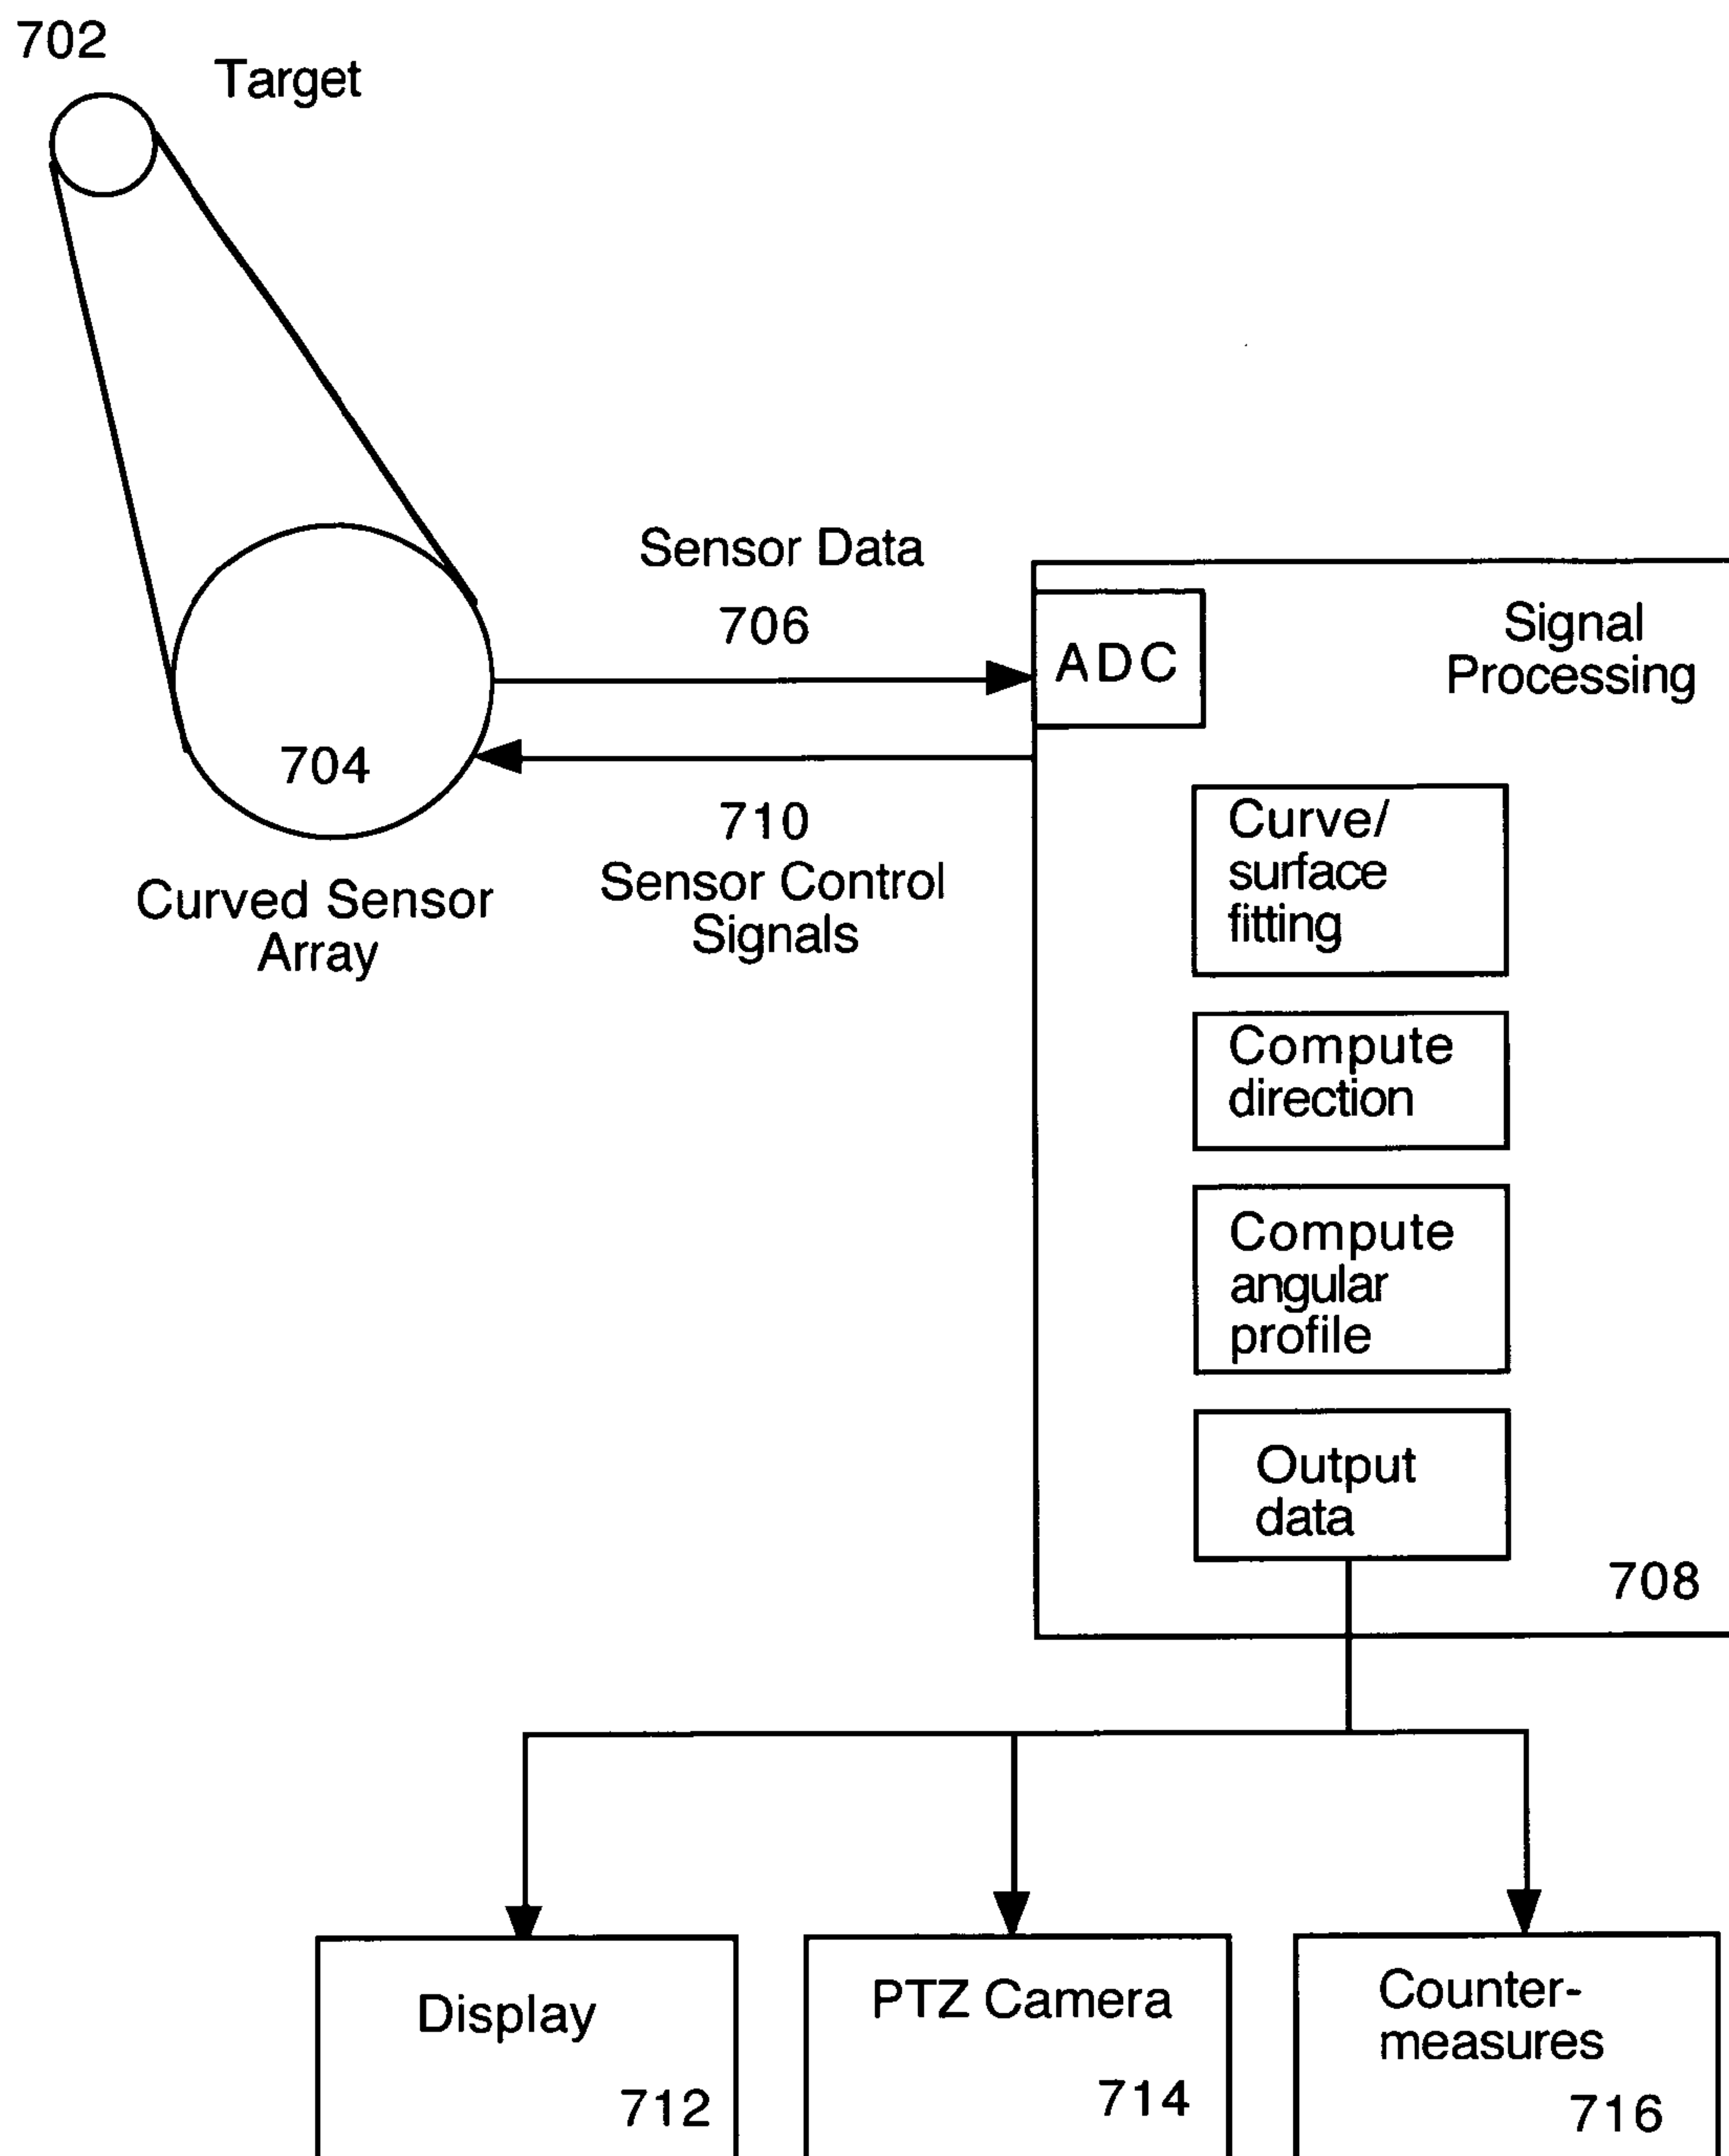 702
Target
Sensor Data
706
ADC
Signal
Processing
704
710
Sensor Control
Signals
Curved Sensor
Array
Curve/
surface
fitting
Compute
direction
Compute
angular
profile
Output
data
708
Display
712
PTZ Camera
714
Counter-
measures
716